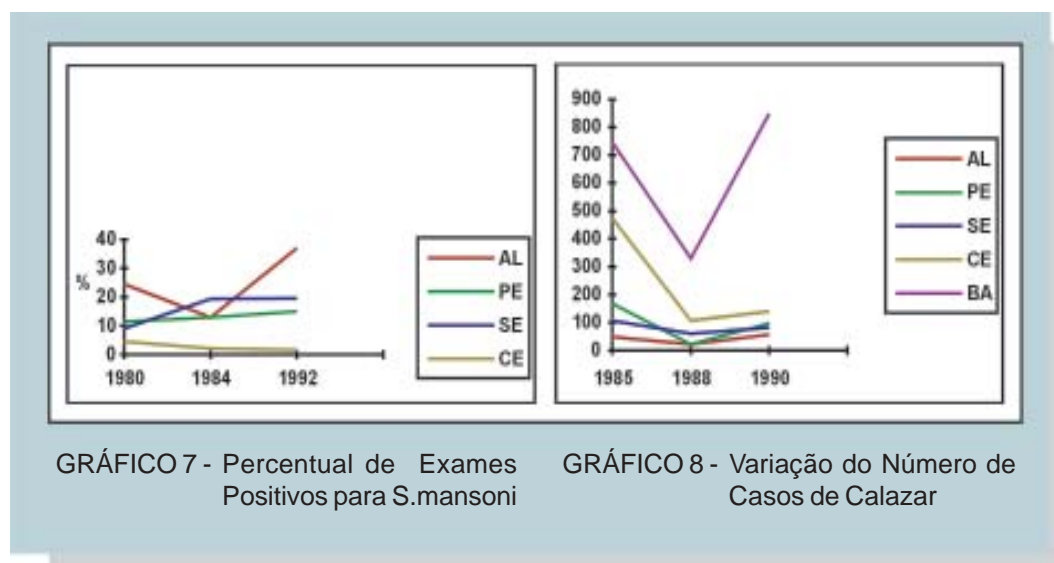 40
30
%
20
10
0
1980 1984 1992
AL
PE
SE
CE
900
800
700
600
500
400
300
200
100
0
1985 1988 1990
AL
PE
SE
CE
BA
GRÁFICO 7 - Percentual de Exames
Positivos para S.mansoni
GRÁFICO 8 - Variação do Número de
Casos de Calazar